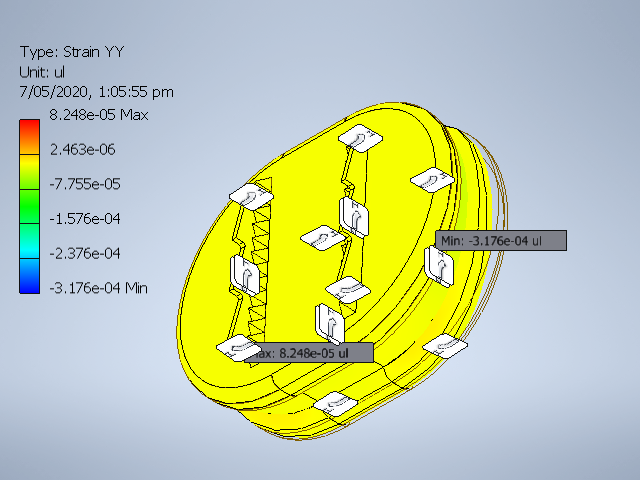 Type: Strain YY
Unit: ul
7/05/2020, 1:05:55 pm
8.248e-05 Max
2.463e-06
-7.755e-05
-1.576e-04
-2.376e-04
-3.176e-04 Min
Min: -3.176e-04 ul
ax: 8.248e-05 ul